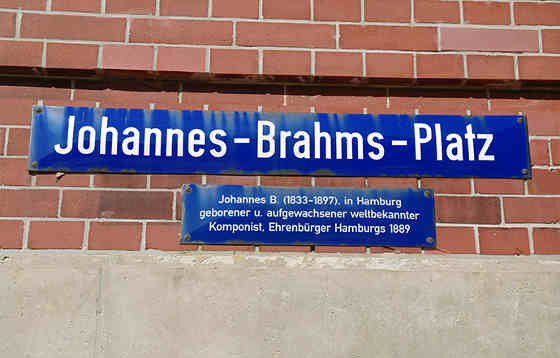 Johannes-Brahms-Platz
Johannes B. (1833-1897). in Hamburg
geborener u. aufgewachsener weltbekannter
Komponist, Ehrenbürger Hamburgs 1889